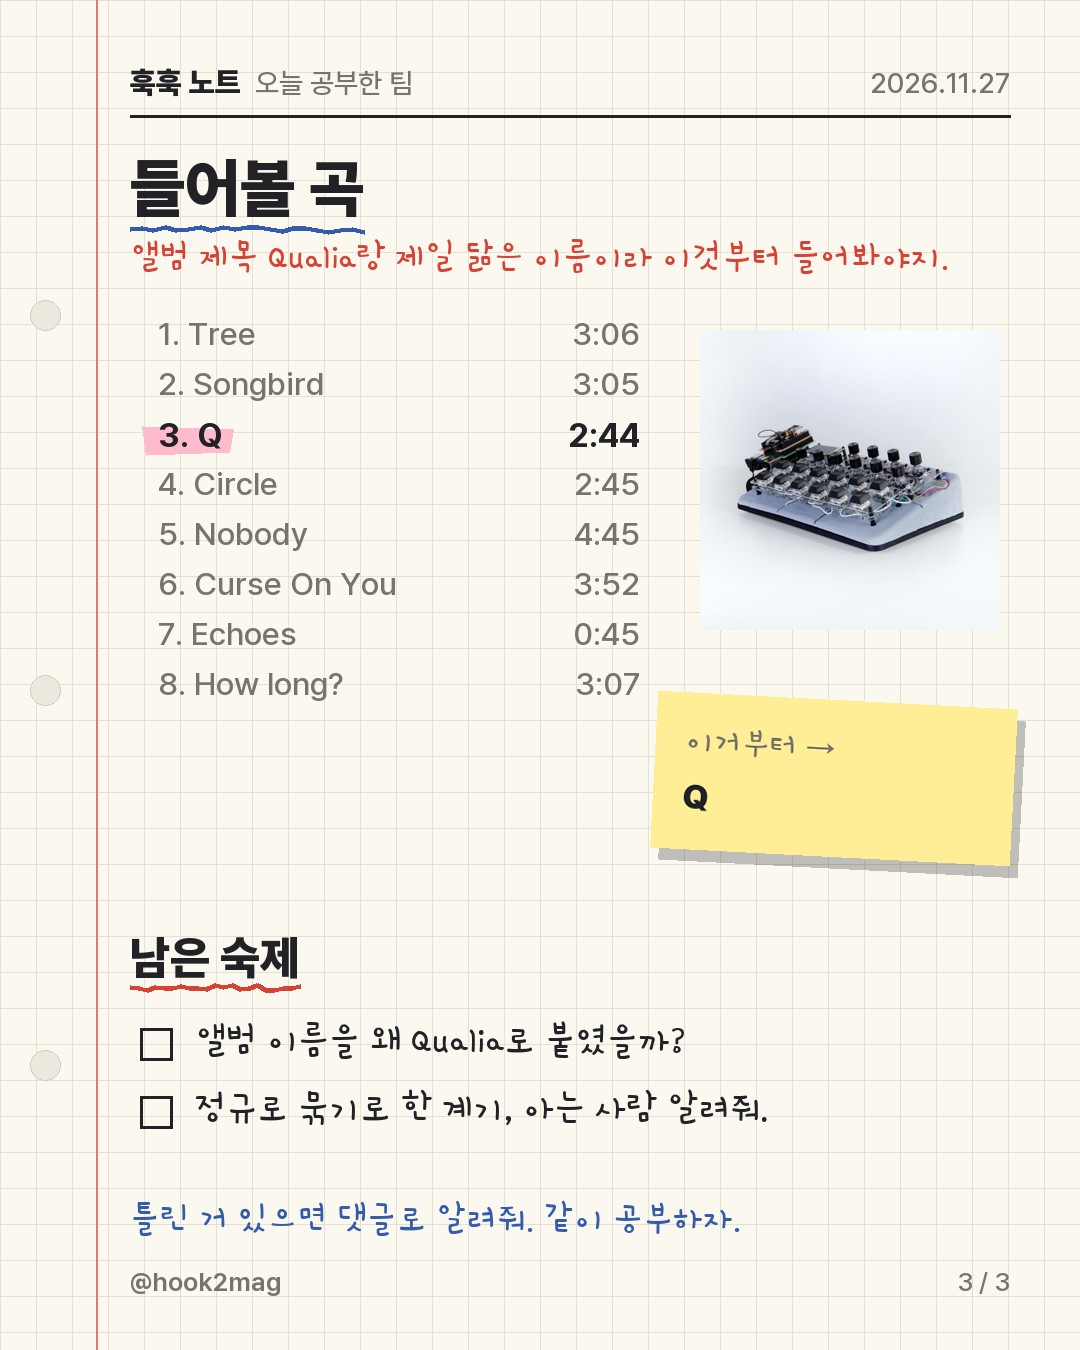 훅훅 노트 오늘 공부한 팀 2026.11.27
들어볼 곡
앨범 제목 Qualia랑 제일 닮은 이름이라 이것부터 들어봐야지.
1. Tree 3:06
2. Songbird 3:05
3. Q 2:44
4. Circle 2:45
5. Nobody 4:45
6. Curse On You 3:52
7. Echoes 0:45
8. How long? 3:07
이거부터 →
Q
남은 숙제
앨범 이름을 왜 Qualia로 붙였을까?
정규로 묶기로 한 계기, 아는 사람 알려줘.
틀린 거 있으면 댓글로 알려줘. 같이 공부하자.
@hook2mag 3 / 3